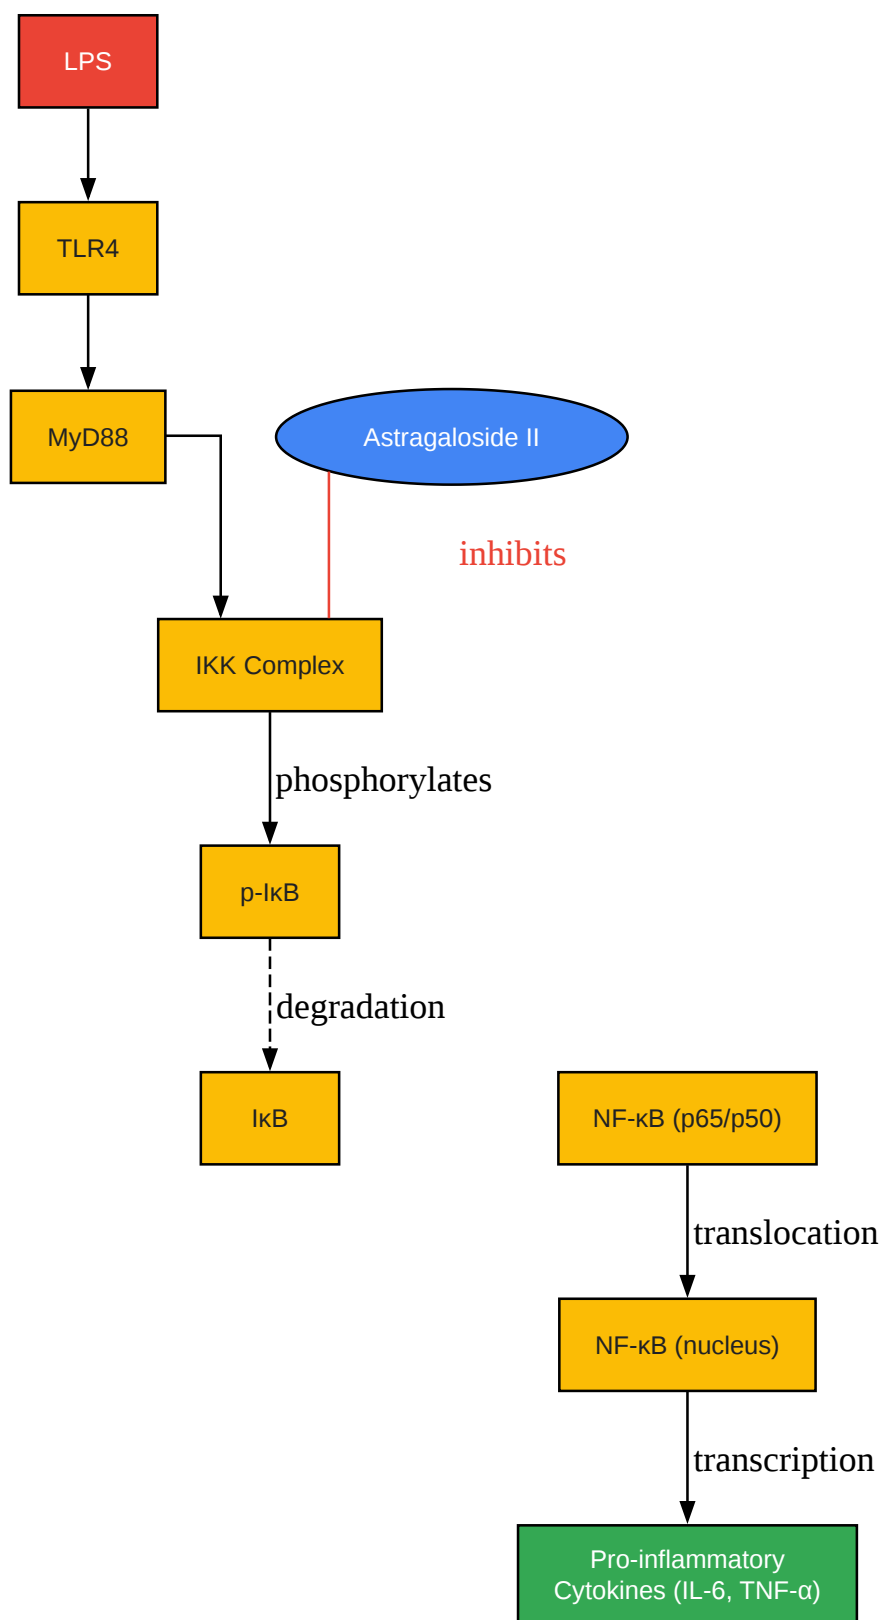 LPS
TLR4
MyD88
Astragaloside II
inhibits
IKK Complex
phosphorylates
p-IκB
degradation
IκB
NF-κB (p65/p50)
translocation
NF-κB (nucleus)
transcription
Pro-inflammatory
Cytokines (IL-6, TNF-α)